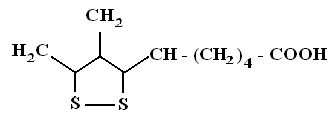 CH₂
H₂C CH - (CH₂)₄ - COOH
S S